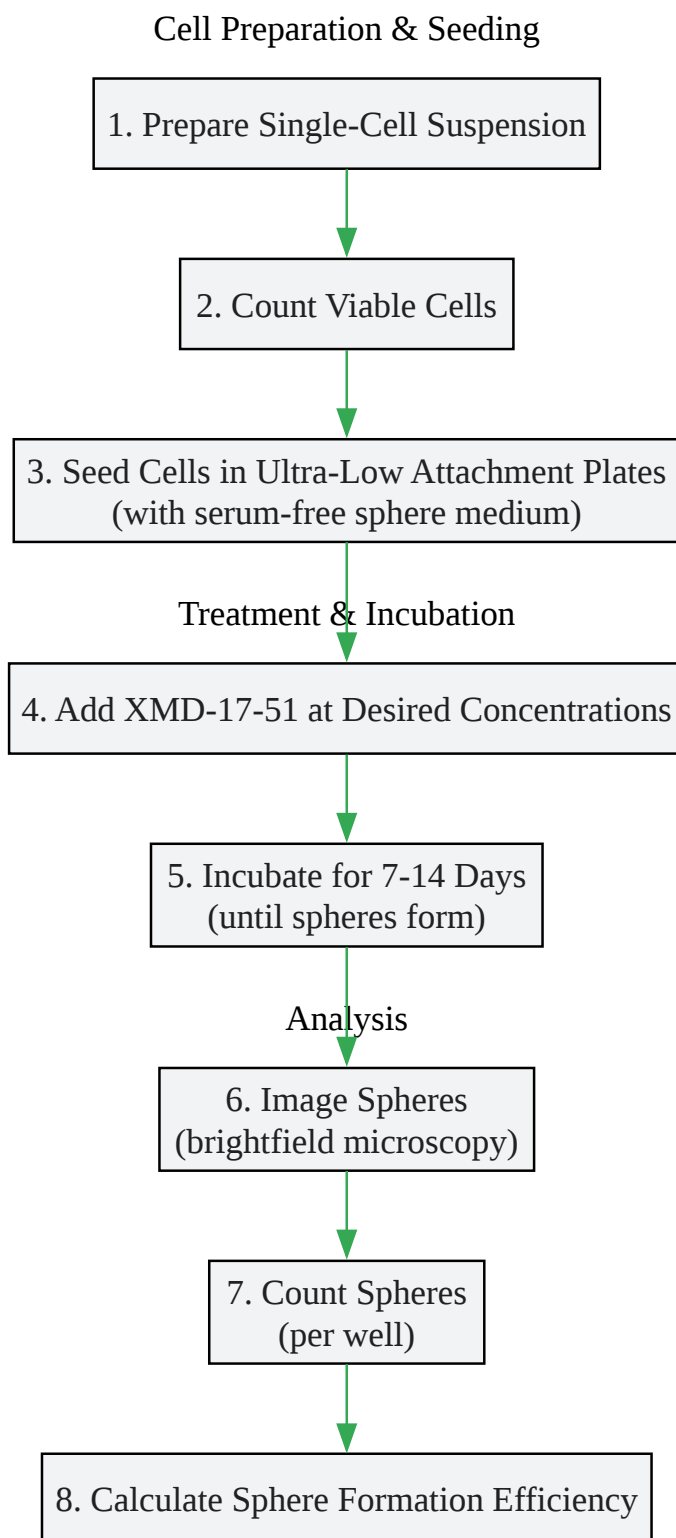 Cell Preparation & Seeding
1. Prepare Single-Cell Suspension
2. Count Viable Cells
3. Seed Cells in Ultra-Low Attachment Plates
(with serum-free sphere medium)
Treatment & Incubation
4. Add XMD-17-51 at Desired Concentrations
5. Incubate for 7-14 Days
(until spheres form)
Analysis
6. Image Spheres
(brightfield microscopy)
7. Count Spheres
(per well)
8. Calculate Sphere Formation Efficiency